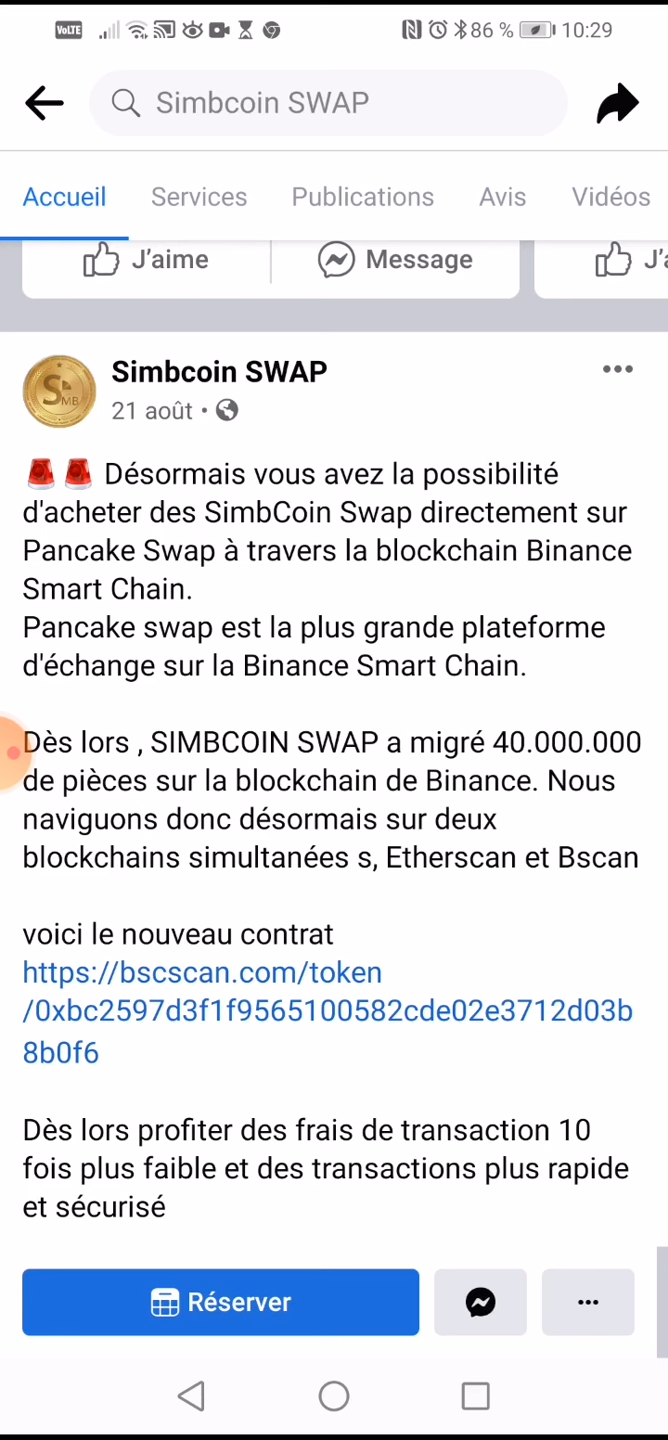 VoLTE 86 % 10:29
Simbcoin SWAP
Accueil Services Publications Avis Vidéos
J'aime Message J'a
Simbcoin SWAP
21 août
🚨🚨 Désormais vous avez la possibilité
d'acheter des SimbCoin Swap directement sur
Pancake Swap à travers la blockchain Binance
Smart Chain.
Pancake swap est la plus grande plateforme
d'échange sur la Binance Smart Chain.
Dès lors , SIMBCOIN SWAP a migré 40.000.000
de pièces sur la blockchain de Binance. Nous
naviguons donc désormais sur deux
blockchains simultanées s, Etherscan et Bscan
voici le nouveau contrat
https://bscscan.com/token
/0xbc2597d3f1f9565100582cde02e3712d03b
8b0f6
Dès lors profiter des frais de transaction 10
fois plus faible et des transactions plus rapide
et sécurisé
Réserver